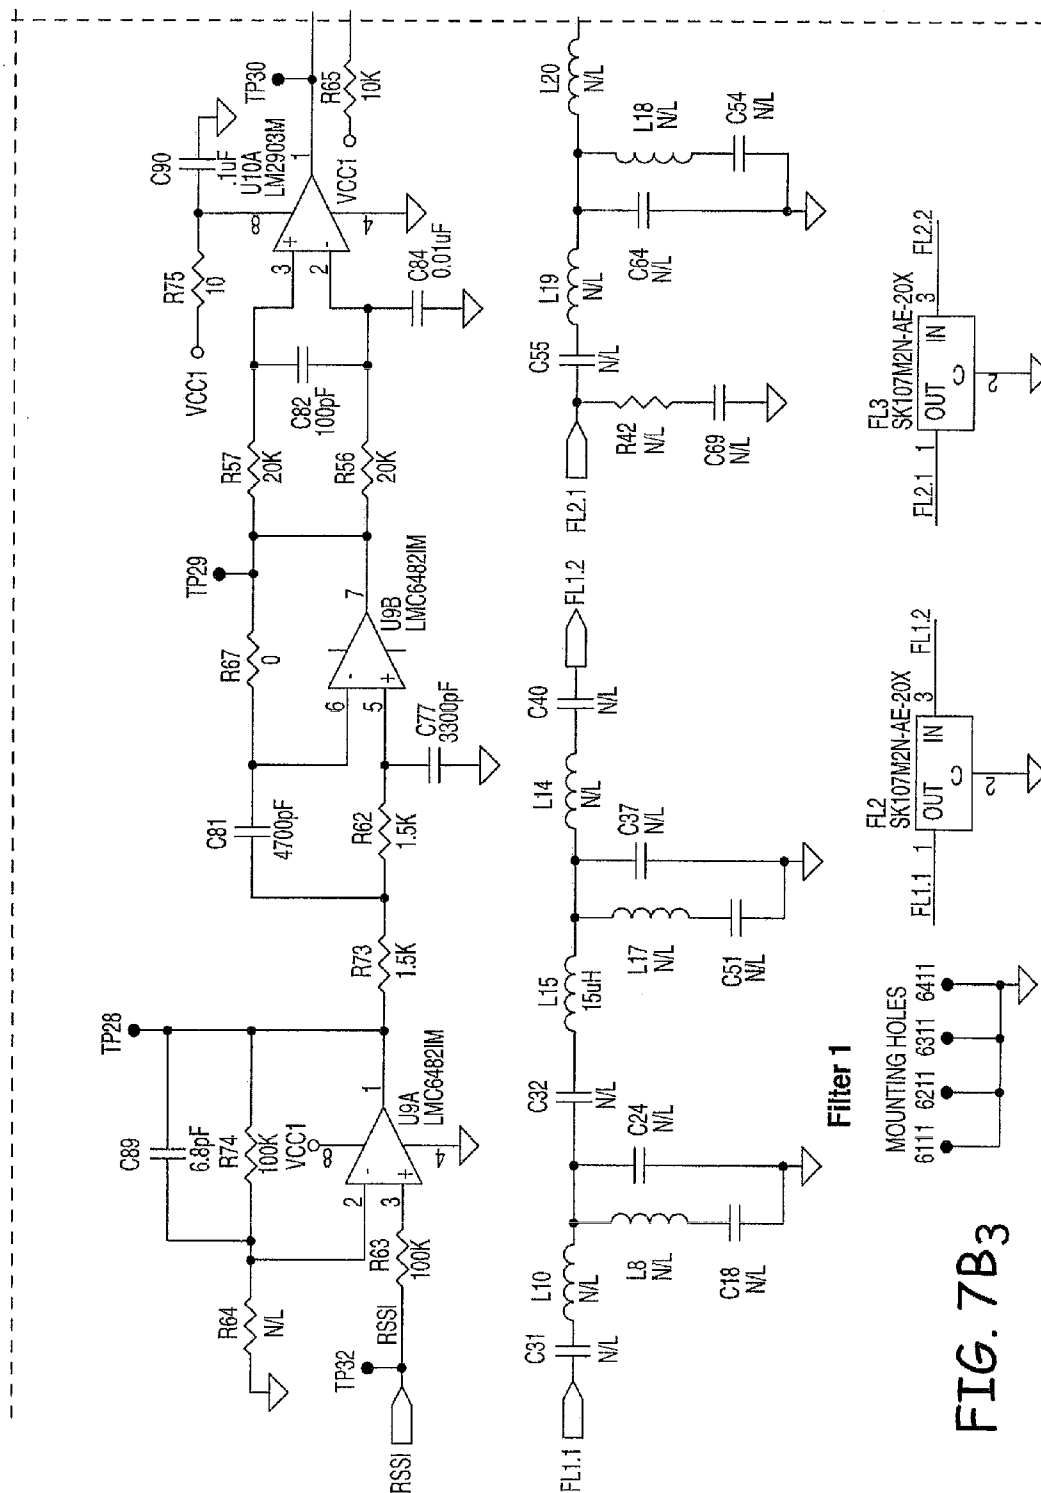 C90
.1uF
TP30
R75
10
VCC1
8
U10A
LM2903M
3
+
2
-
1
4
VCC1
R65
10K
C84
0.01uF
R57
20K
C82
100pF
R56
20K
TP29
R67
0
6
-
5
+
7
U9B
LMC6482IM
C77
3300pF
C81
4700pF
R62
1.5K
R73
1.5K
TP28
C89
6.8pF
R74
100K
VCC1
8
2
-
3
+
1
4
U9A
LMC6482IM
R64
N/L
R63
100K
TP32
RSSI
RSSI
FL1.1
C31
N/L
L10
N/L
L8
N/L
C18
N/L
C24
N/L
C32
N/L
L15
15uH
L17
N/L
C51
N/L
C37
N/L
L14
N/L
C40
N/L
FL1.2
FL2.1
R42
N/L
C69
N/L
C55
N/L
L19
N/L
C64
N/L
L18
N/L
C54
N/L
L20
N/L
Filter 1
MOUNTING HOLES
6111 6211 6311 6411
FL2
SK107M2N-AE-20X
FL1.1
1
OUT
IN
3
FL1.2
C
2
FL3
SK107M2N-AE-20X
FL2.1
1
OUT
IN
3
FL2.2
C
2
FIG. 7B3